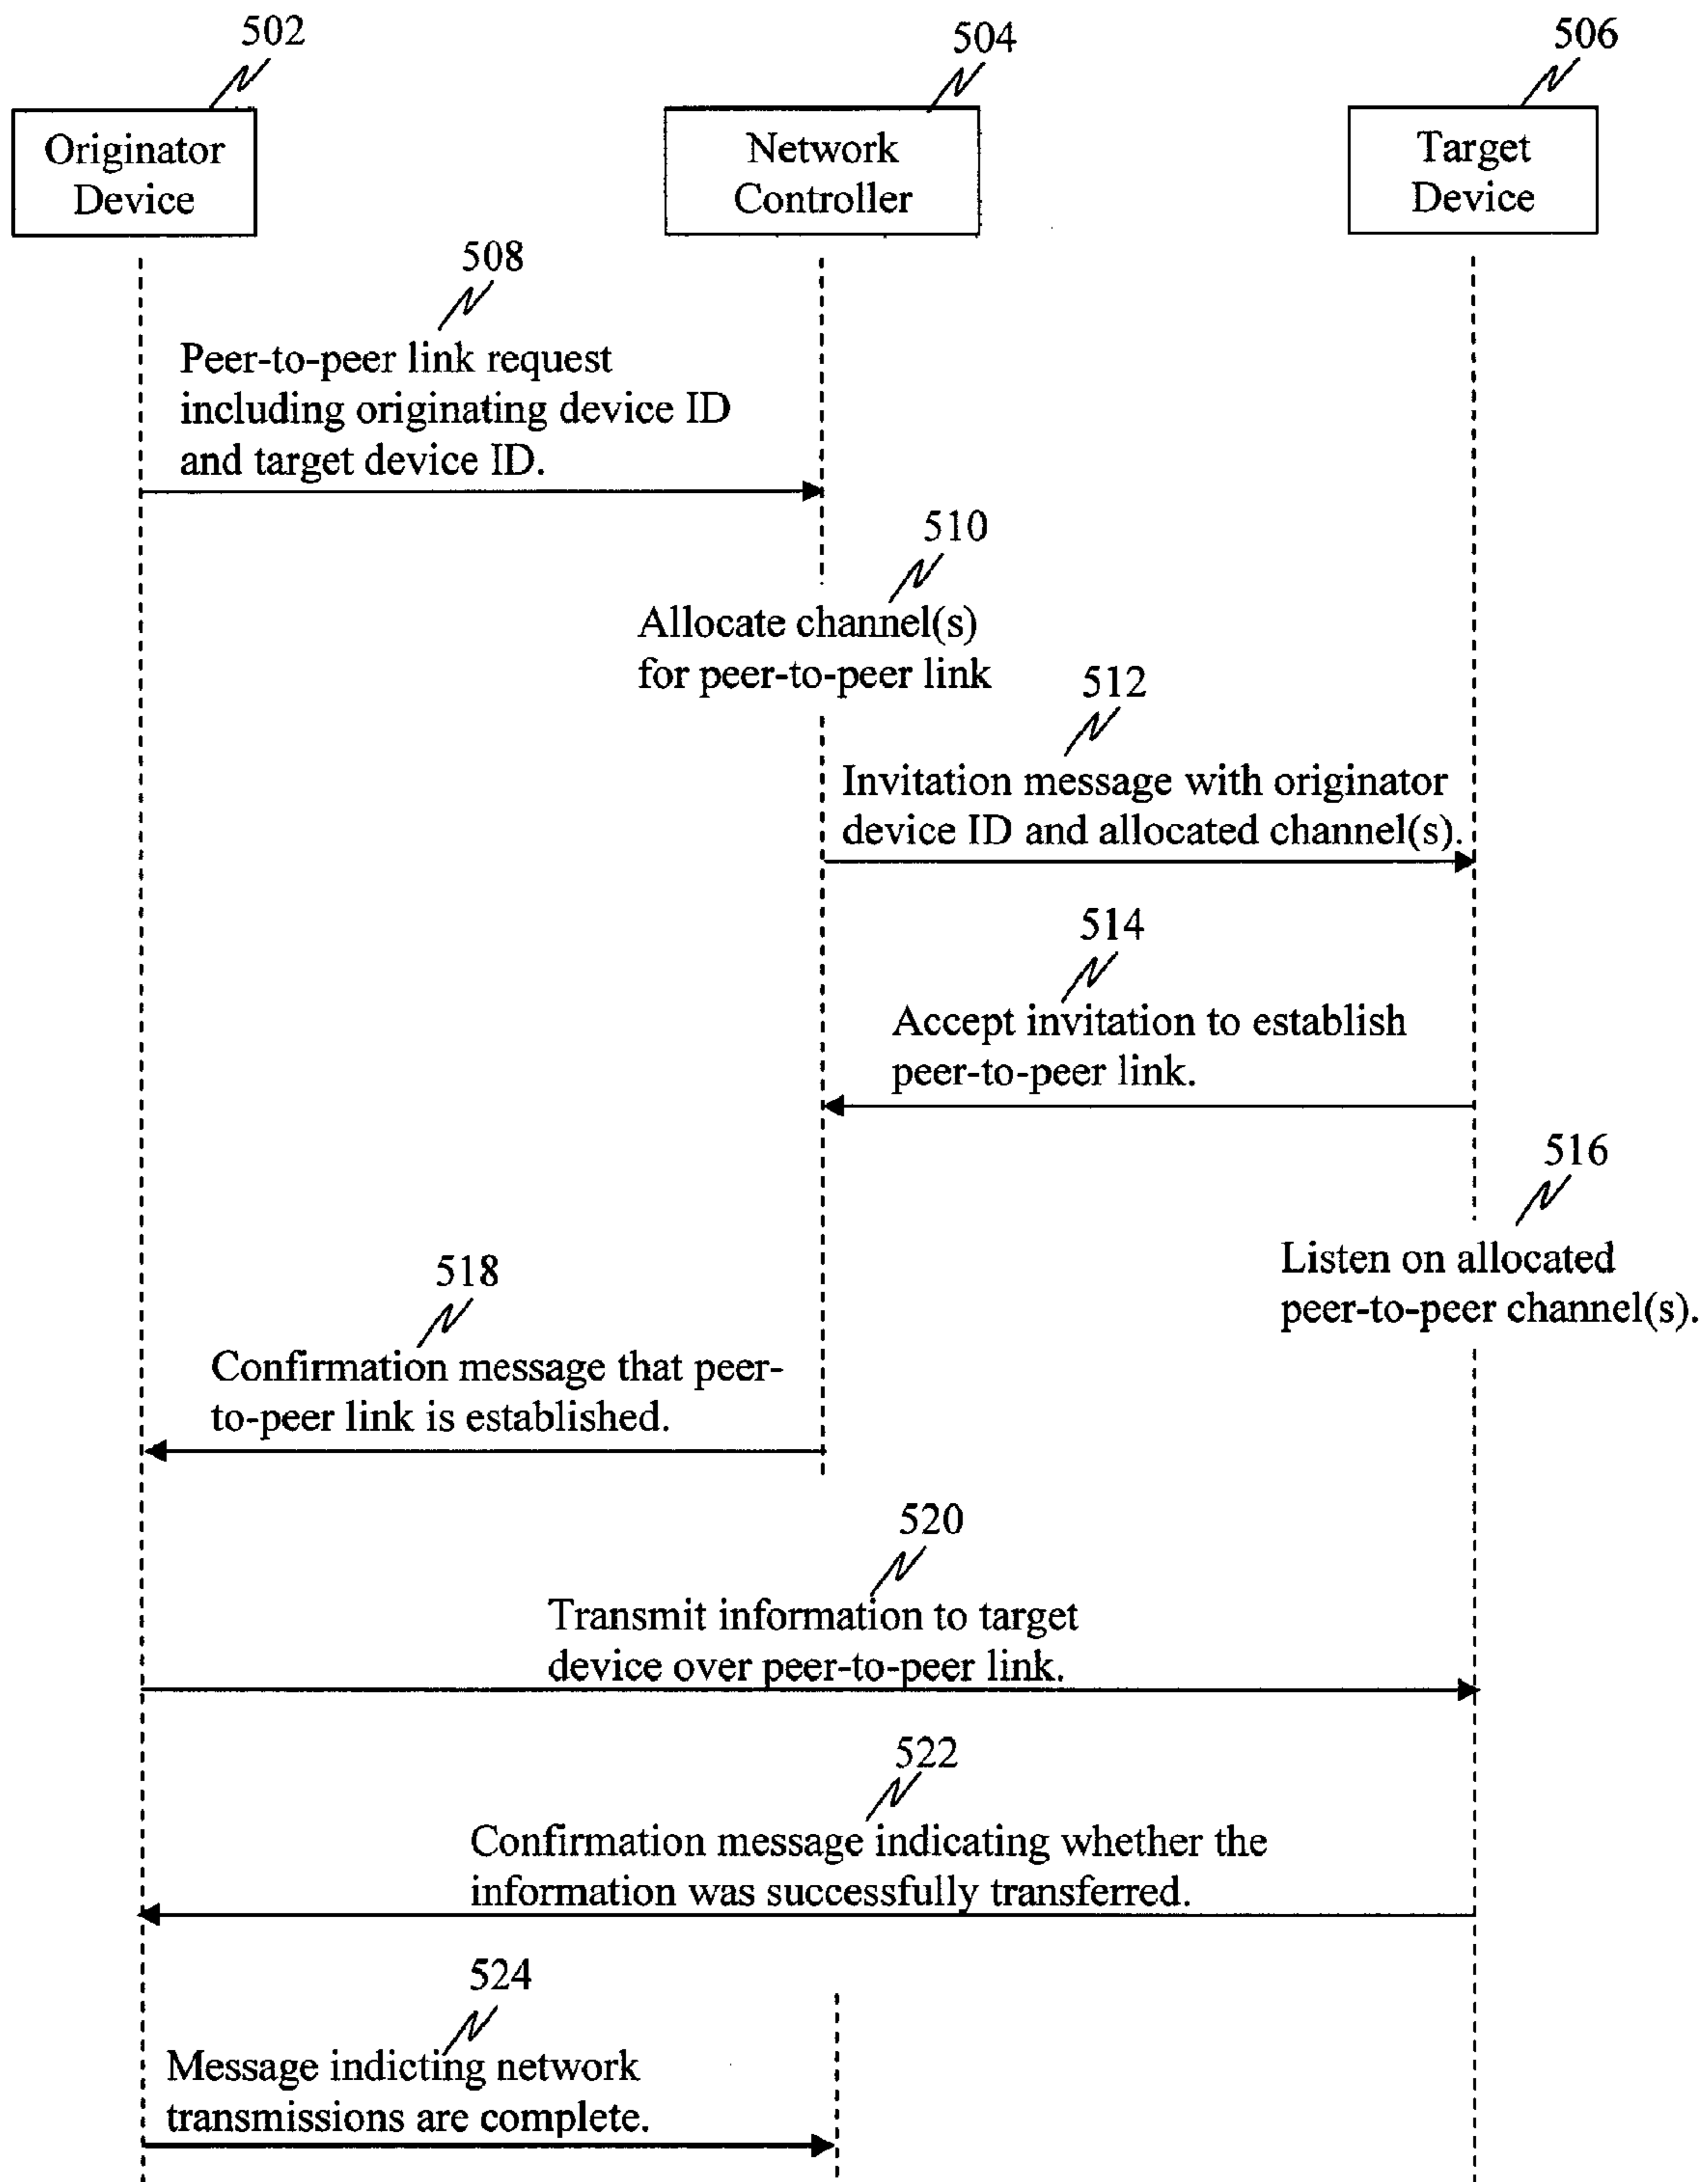 502
504
506
Originator
Device
Network
Controller
Target
Device
508
Peer-to-peer link request
including originating device ID
and target device ID.
510
Allocate channel(s)
for peer-to-peer link
512
Invitation message with originator
device ID and allocated channel(s).
514
Accept invitation to establish
peer-to-peer link.
516
Listen on allocated
peer-to-peer channel(s).
518
Confirmation message that peer-
to-peer link is established.
520
Transmit information to target
device over peer-to-peer link.
522
Confirmation message indicating whether the
information was successfully transferred.
524
Message indicting network
transmissions are complete.